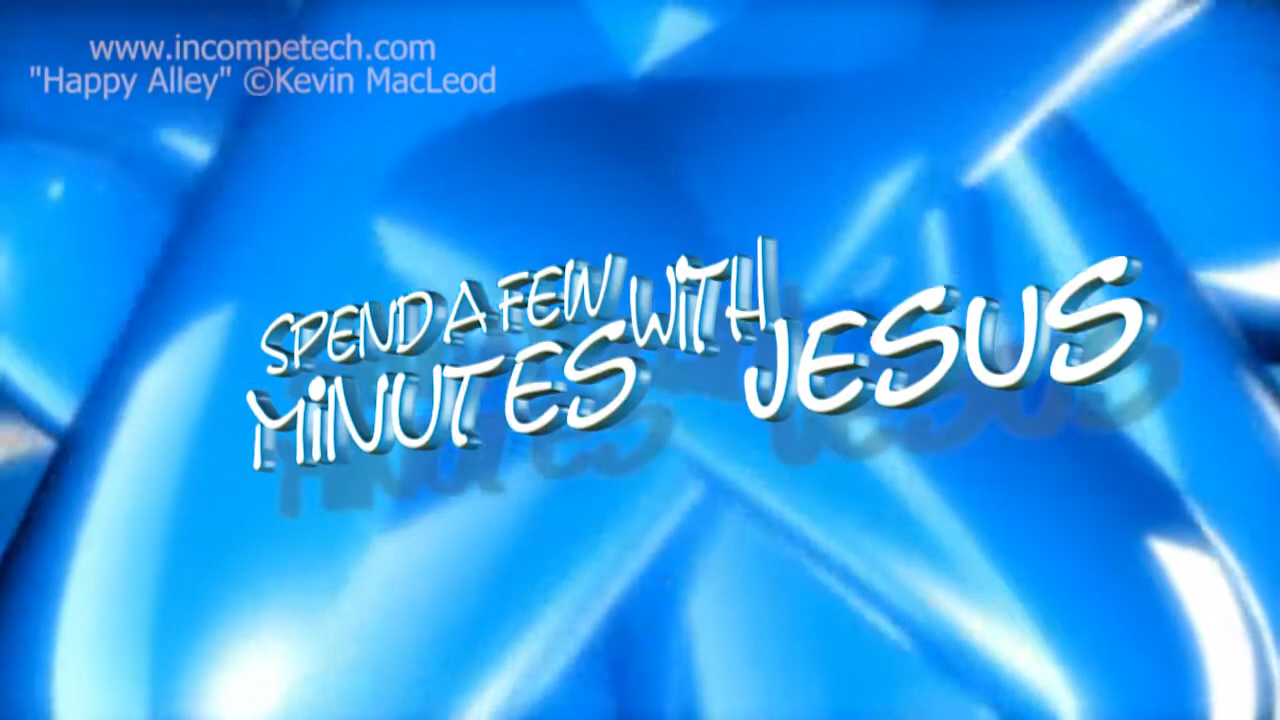 www.incompetech.com
"Happy Alley" ©Kevin MacLeod
SPEND A FEW
MiNUTES WiTH
JESUS